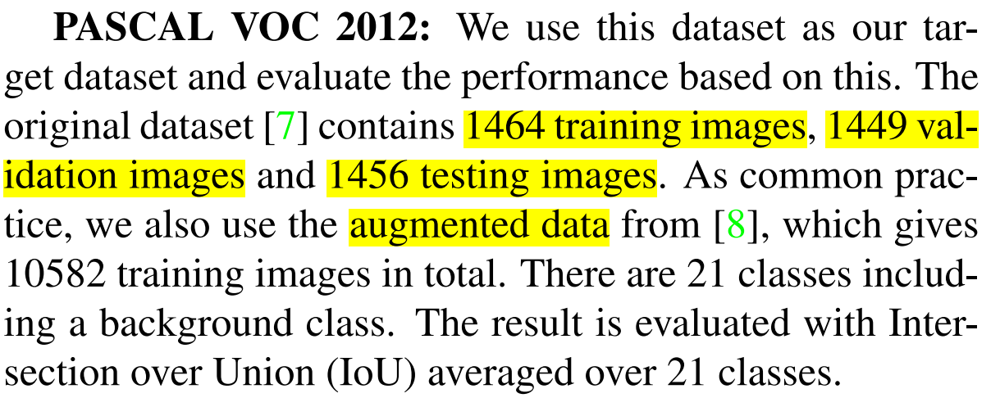 PASCAL VOC 2012: We use this dataset as our tar-
get dataset and evaluate the performance based on this. The
original dataset [7] contains 1464 training images, 1449 val-
idation images and 1456 testing images. As common prac-
tice, we also use the augmented data from [8], which gives
10582 training images in total. There are 21 classes includ-
ing a background class. The result is evaluated with Inter-
section over Union (IoU) averaged over 21 classes.